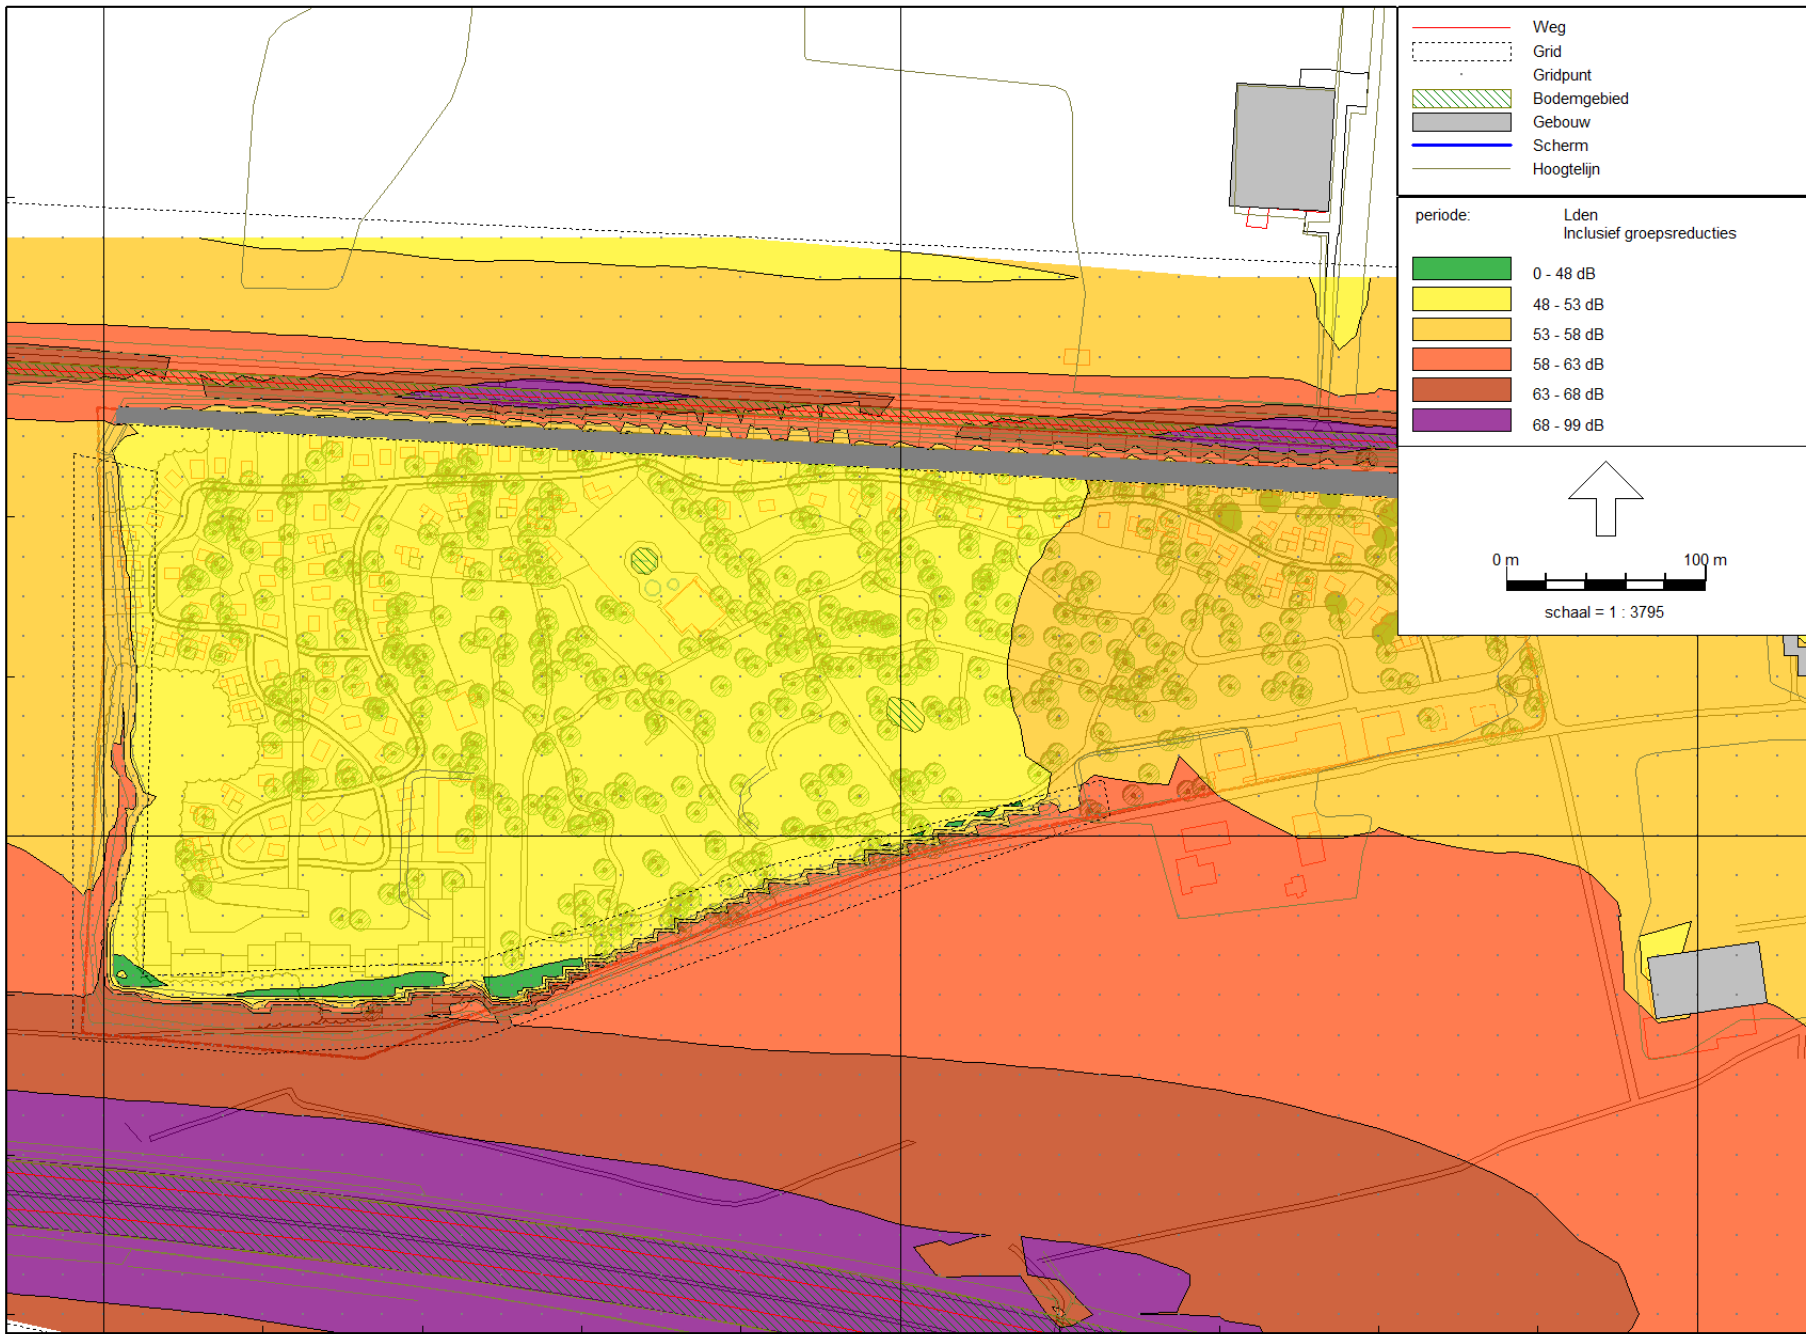 Weg
Grid
Gridpunt
Bodemgebied
Gebouw
Scherm
Hoogtelijn
periode: Lden
Inclusief groepsreducties
0 - 48 dB
48 - 53 dB
53 - 58 dB
58 - 63 dB
63 - 68 dB
68 - 99 dB
0 m 100 m
schaal = 1 : 3795